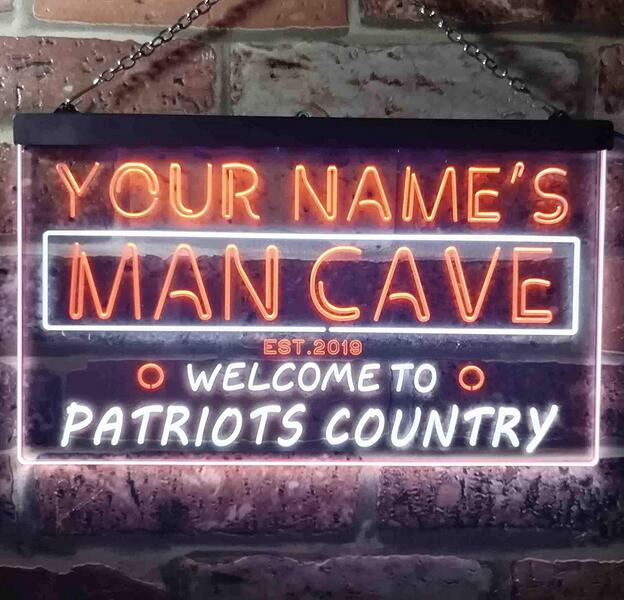 YOUR NAME'S
MAN CAVE
EST.2019
WELCOME TO
PATRIOTS COUNTRY